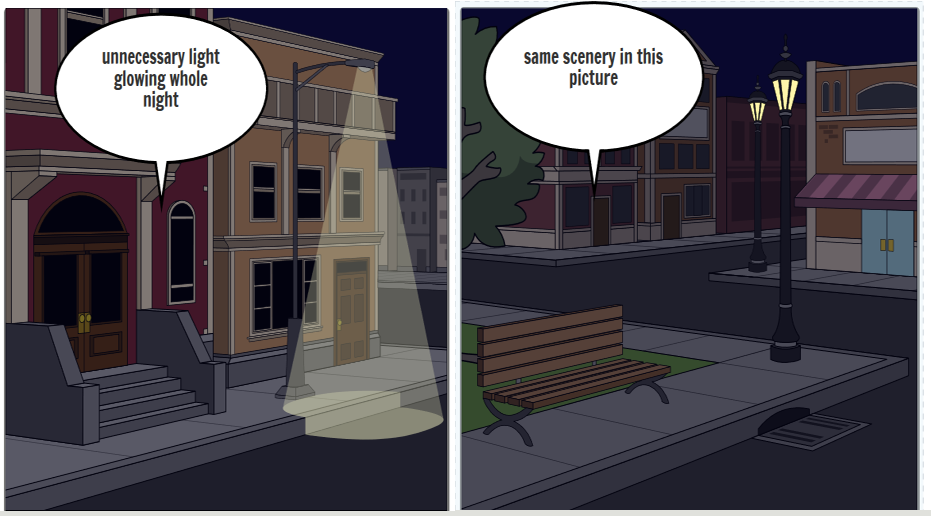 unnecessary light
glowing whole
night
same scenery in this
picture